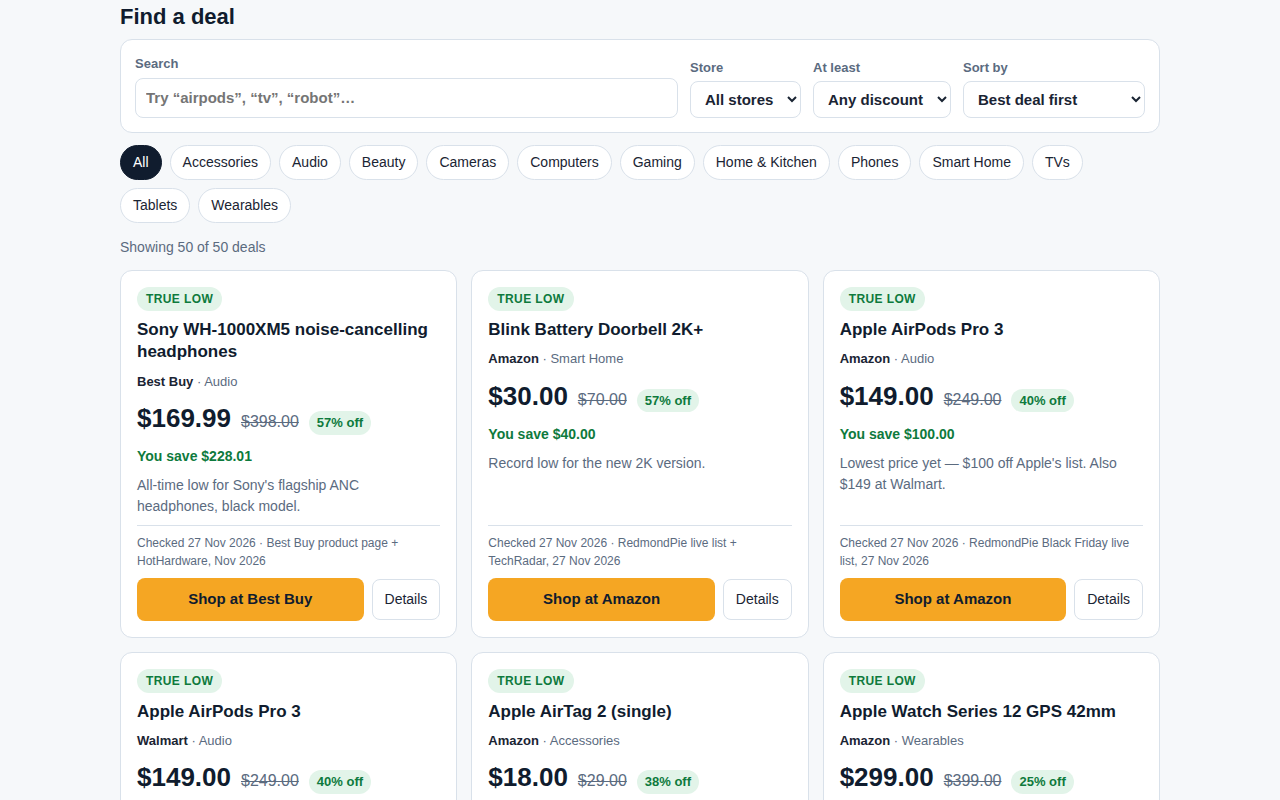 Find a deal
Search
Store
At least
Sort by
Try “airpods”, “tv”, “robot”…
All stores
Any discount
Best deal first
All
Accessories
Audio
Beauty
Cameras
Computers
Gaming
Home & Kitchen
Phones
Smart Home
TVs
Tablets
Wearables
Showing 50 of 50 deals
TRUE LOW
Sony WH-1000XM5 noise-cancelling
headphones
Best Buy · Audio
$169.99 $398.00 57% off
You save $228.01
All-time low for Sony's flagship ANC
headphones, black model.
Checked 27 Nov 2026 · Best Buy product page +
HotHardware, Nov 2026
Shop at Best Buy
Details
TRUE LOW
Blink Battery Doorbell 2K+
Amazon · Smart Home
$30.00 $70.00 57% off
You save $40.00
Record low for the new 2K version.
Checked 27 Nov 2026 · RedmondPie live list +
TechRadar, 27 Nov 2026
Shop at Amazon
Details
TRUE LOW
Apple AirPods Pro 3
Amazon · Audio
$149.00 $249.00 40% off
You save $100.00
Lowest price yet — $100 off Apple's list. Also
$149 at Walmart.
Checked 27 Nov 2026 · RedmondPie Black Friday live
list, 27 Nov 2026
Shop at Amazon
Details
TRUE LOW
Apple AirPods Pro 3
Walmart · Audio
$149.00 $249.00 40% off
TRUE LOW
Apple AirTag 2 (single)
Amazon · Accessories
$18.00 $29.00 38% off
TRUE LOW
Apple Watch Series 12 GPS 42mm
Amazon · Wearables
$299.00 $399.00 25% off